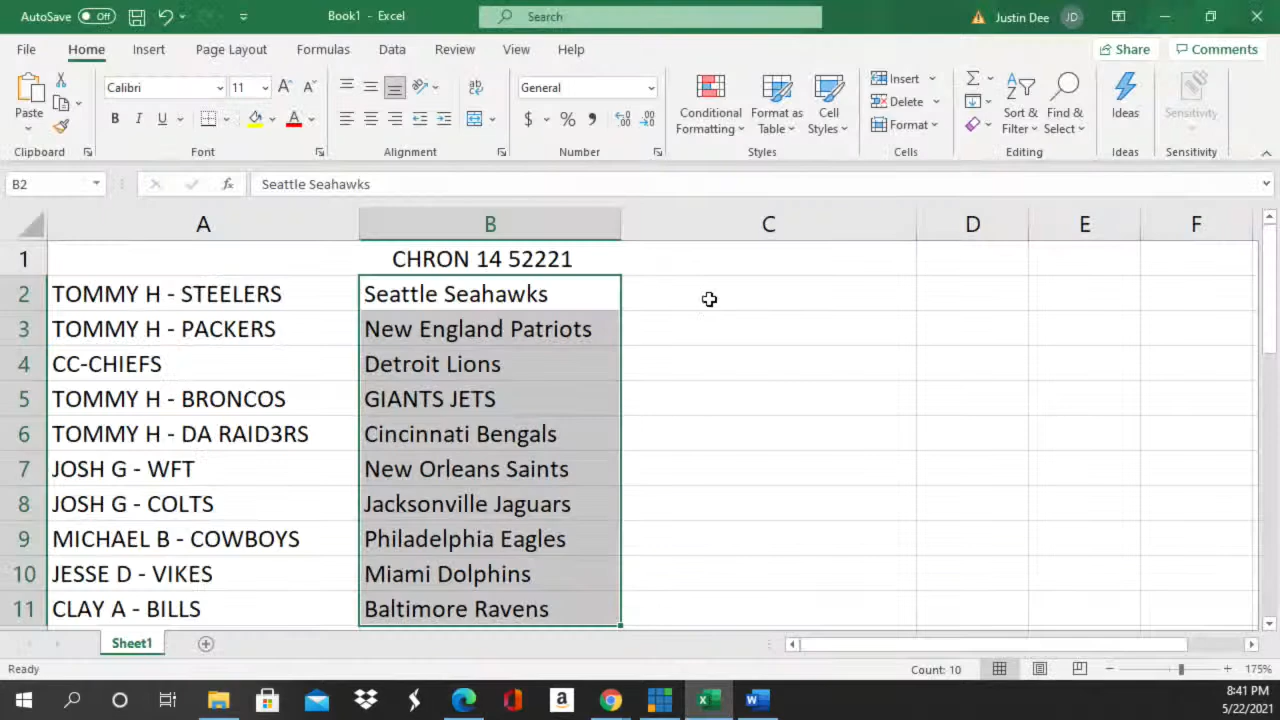 AutoSave Off Book1 - Excel Search Justin Dee JD
File Home Insert Page Layout Formulas Data Review View Help Share Comments
Paste Calibri 11 General Conditional Formatting Format as Table Cell Styles Insert Delete Format Sort & Filter Find & Select Ideas Sensitivity
Clipboard Font Alignment Number Styles Cells Editing Ideas Sensitivity
B2 fx Seattle Seahawks
A B C D E F
1 CHRON 14 52221
2 TOMMY H - STEELERS Seattle Seahawks
3 TOMMY H - PACKERS New England Patriots
4 CC-CHIEFS Detroit Lions
5 TOMMY H - BRONCOS GIANTS JETS
6 TOMMY H - DA RAID3RS Cincinnati Bengals
7 JOSH G - WFT New Orleans Saints
8 JOSH G - COLTS Jacksonville Jaguars
9 MICHAEL B - COWBOYS Philadelphia Eagles
10 JESSE D - VIKES Miami Dolphins
11 CLAY A - BILLS Baltimore Ravens
Sheet1
Ready Count: 10 175%
8:41 PM
5/22/2021